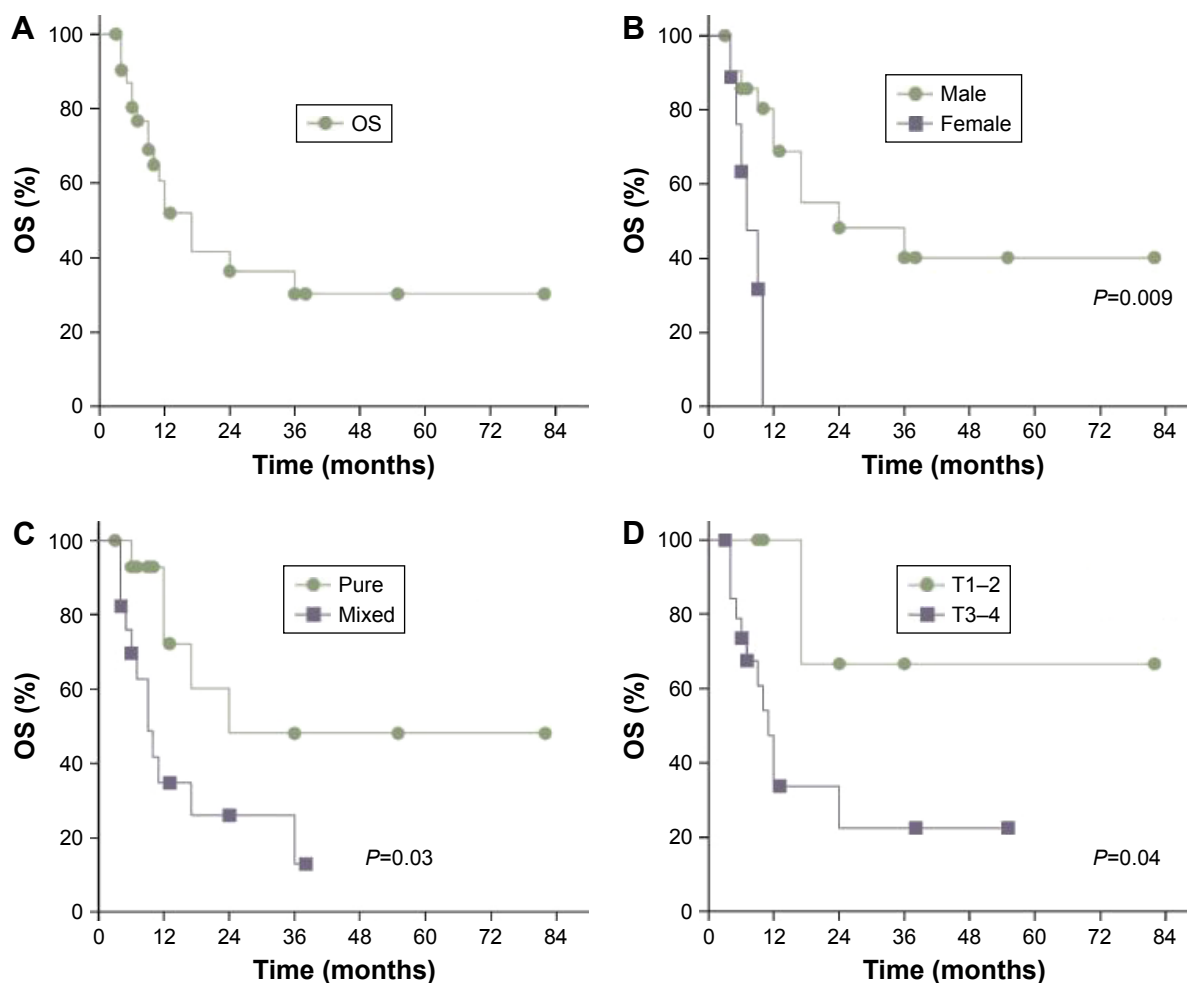 A
OS (%)
100
80
60
40
20
0
OS
0 12 24 36 48 60 72 84
Time (months)
B
OS (%)
100
80
60
40
20
0
Male
Female
P=0.009
0 12 24 36 48 60 72 84
Time (months)
C
OS (%)
100
80
60
40
20
0
Pure
Mixed
P=0.03
0 12 24 36 48 60 72 84
Time (months)
D
OS (%)
100
80
60
40
20
0
T1–2
T3–4
P=0.04
0 12 24 36 48 60 72 84
Time (months)